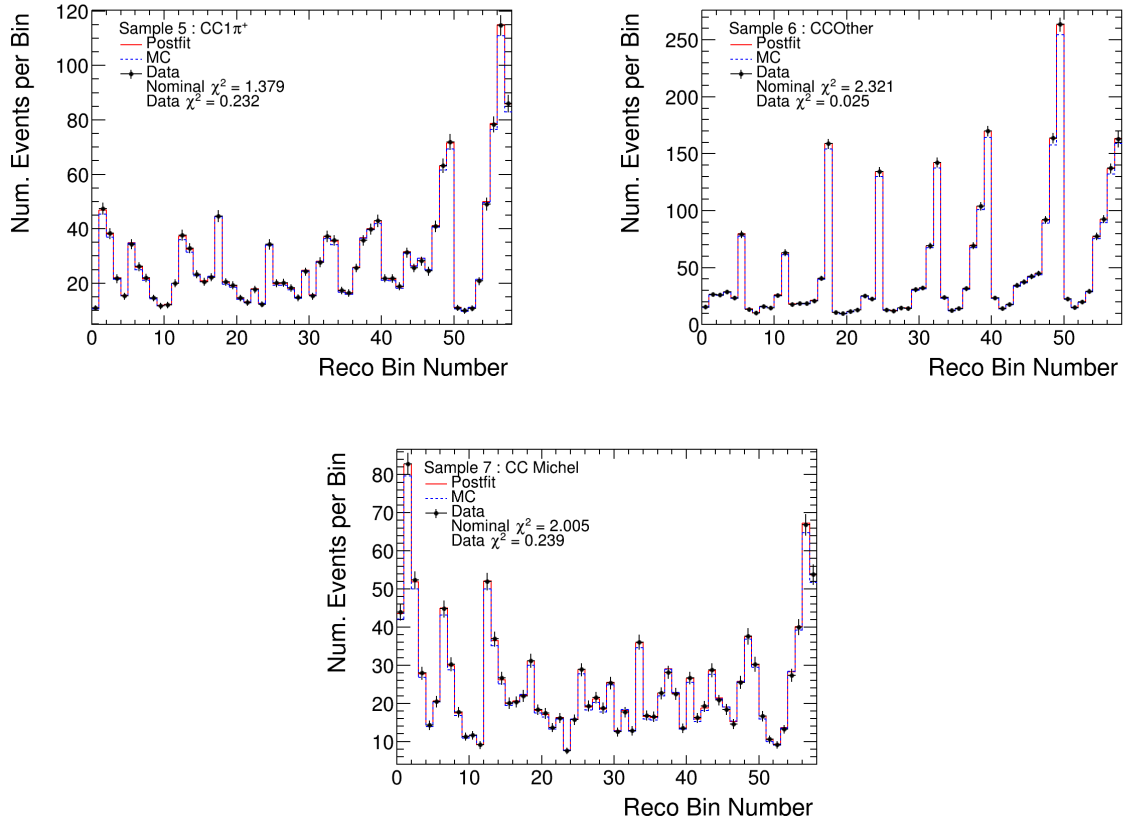 Sample 5 : CC1π⁺
Postfit
MC
Data
Nominal χ² = 1.379
Data χ² = 0.232
Num. Events per Bin
120
100
80
60
40
20
0 10 20 30 40 50
Reco Bin Number
Sample 6 : CCOther
Postfit
MC
Data
Nominal χ² = 2.321
Data χ² = 0.025
Num. Events per Bin
250
200
150
100
50
0
0 10 20 30 40 50
Reco Bin Number
Sample 7 : CC Michel
Postfit
MC
Data
Nominal χ² = 2.005
Data χ² = 0.239
Num. Events per Bin
80
70
60
50
40
30
20
10
0 10 20 30 40 50
Reco Bin Number